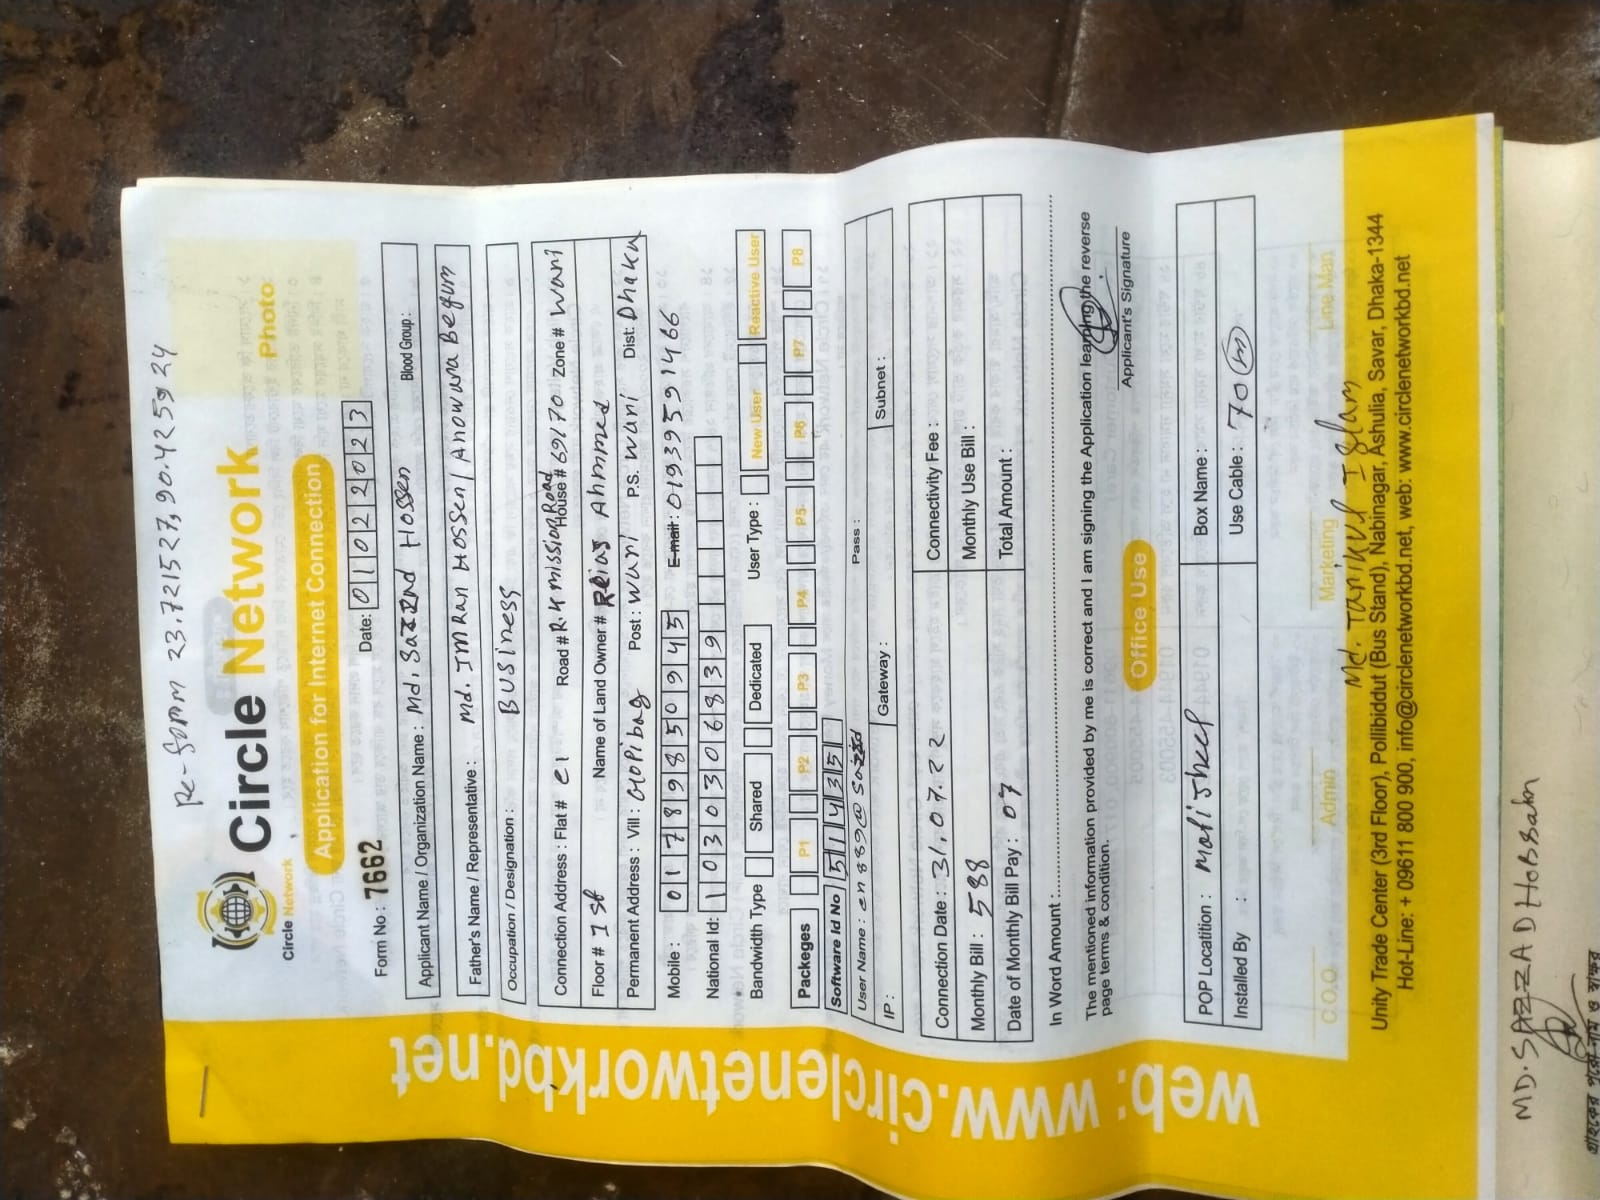 Re-form 23.721527,90.425924
Circle Network
Circle Network
Photo:
Application for Internet Connection
Form No : 7662
Date: 01022023
Applicant Name / Organization Name : Md. Sazzad Hossen Blood Group :
Father's Name / Representative : Md. Imran Hossen / Anowara Begum
Occupation / Designation : Business
Connection Address : Flat # C1 Road # R.K mission Road House # 69/70 Zone # Wari
Floor # 1st Name of Land Owner # Ahmmed
Permanent Address : Vill : Gopibag Post : Wari P.S. Wari Dist: Dhaka
Mobile : 01789850945 E-mail : 01939591466
National Id: 1030306839
Bandwidth Type Shared Dedicated User Type : New User Reactive User
Packeges P1 P2 P3 P4 P5 P6 P7 P8
Software Id No 51435
User Name : en889@sazzad Pass :
IP : Gateway : Subnet :
Connection Date : 31.07.22 Connectivity Fee :
Monthly Bill : 588 Monthly Use Bill :
Date of Monthly Bill Pay : 07 Total Amount :
In Word Amount :
The mentioned information provided by me is correct and I am signing the Application learning the reverse
page terms & condition.
Applicant's Signature
Office Use
POP Locatition : Motijheel Box Name :
Installed By : Use Cable : 70 m
Md. Tarikul Islam
C.O.O Admin Marketing Line Man
Unity Trade Center (3rd Floor), Pollibiddut (Bus Stand), Nabinagar, Ashulia, Savar, Dhaka-1344
Hot-Line: + 09611 800 900, info@circlenetworkbd.net, web: www.circlenetworkbd.net
web: www.circlenetworkbd.net
MD. SAZZAD HOSSAIN
গ্রাহকের পুরো নাম ও স্বাক্ষর